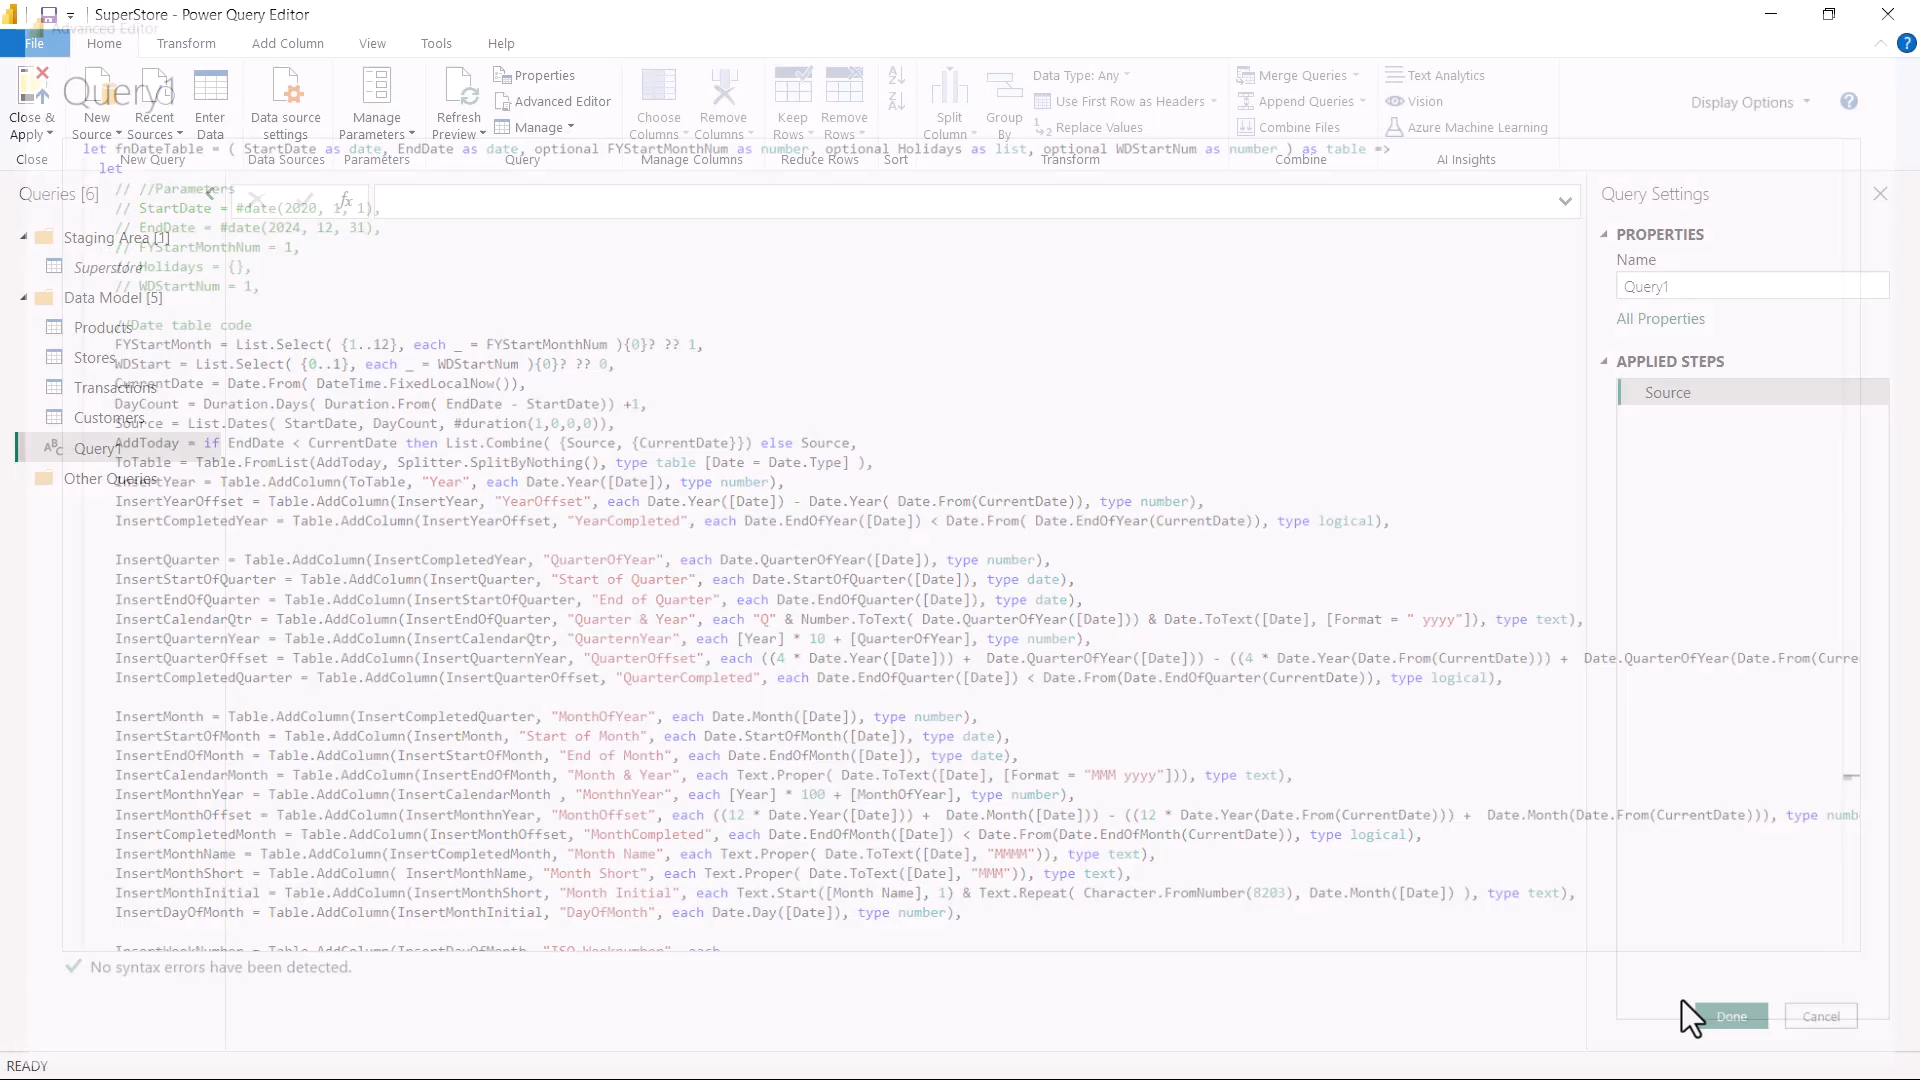 SuperStore - Power Query Editor
Advanced Editor
File Home Transform Add Column View Tools Help
Query1
Close & Apply
New Source
Recent Sources
Enter Data
Data source settings
Manage Parameters
Refresh Preview
Properties
Advanced Editor
Manage
Choose Columns
Remove Columns
Keep Rows
Remove Rows
Split Column
Group By
Data Type: Any
Use First Row as Headers
Replace Values
Merge Queries
Append Queries
Combine Files
Text Analytics
Vision
Azure Machine Learning
Display Options
Close New Query Data Sources Parameters Query Manage Columns Reduce Rows Sort Transform Combine AI Insights
let fnDateTable = ( StartDate as date, EndDate as date, optional FYStartMonthNum as number, optional Holidays as list, optional WDStartNum as number ) as table =>
let
// //Parameters
// StartDate = #date(2020, 1, 1),
// EndDate = #date(2024, 12, 31),
// FYStartMonthNum = 1,
// Holidays = {},
// WDStartNum = 1,
//Date table code
FYStartMonth = List.Select( {1..12}, each _ = FYStartMonthNum ){0}? ?? 1,
WDStart = List.Select( {0..1}, each _ = WDStartNum ){0}? ?? 0,
CurrentDate = Date.From( DateTime.FixedLocalNow()),
DayCount = Duration.Days( Duration.From( EndDate - StartDate)) +1,
Source = List.Dates( StartDate, DayCount, #duration(1,0,0,0)),
AddToday = if EndDate < CurrentDate then List.Combine( {Source, {CurrentDate}}) else Source,
ToTable = Table.FromList(AddToday, Splitter.SplitByNothing(), type table [Date = Date.Type] ),
InsertYear = Table.AddColumn(ToTable, "Year", each Date.Year([Date]), type number),
InsertYearOffset = Table.AddColumn(InsertYear, "YearOffset", each Date.Year([Date]) - Date.Year( Date.From(CurrentDate)), type number),
InsertCompletedYear = Table.AddColumn(InsertYearOffset, "YearCompleted", each Date.EndOfYear([Date]) < Date.From( Date.EndOfYear(CurrentDate)), type logical),
InsertQuarter = Table.AddColumn(InsertCompletedYear, "QuarterOfYear", each Date.QuarterOfYear([Date]), type number),
InsertStartOfQuarter = Table.AddColumn(InsertQuarter, "Start of Quarter", each Date.StartOfQuarter([Date]), type date),
InsertEndOfQuarter = Table.AddColumn(InsertStartOfQuarter, "End of Quarter", each Date.EndOfQuarter([Date]), type date),
InsertCalendarQtr = Table.AddColumn(InsertEndOfQuarter, "Quarter & Year", each "Q" & Number.ToText( Date.QuarterOfYear([Date])) & Date.ToText([Date], [Format = " yyyy"]), type text),
InsertQuarternYear = Table.AddColumn(InsertCalendarQtr, "QuarternYear", each [Year] * 10 + [QuarterOfYear], type number),
InsertQuarterOffset = Table.AddColumn(InsertQuarternYear, "QuarterOffset", each ((4 * Date.Year([Date])) + Date.QuarterOfYear([Date])) - ((4 * Date.Year(Date.From(CurrentDate))) + Date.QuarterOfYear(Date.From(Curre
InsertCompletedQuarter = Table.AddColumn(InsertQuarterOffset, "QuarterCompleted", each Date.EndOfQuarter([Date]) < Date.From(Date.EndOfQuarter(CurrentDate)), type logical),
InsertMonth = Table.AddColumn(InsertCompletedQuarter, "MonthOfYear", each Date.Month([Date]), type number),
InsertStartOfMonth = Table.AddColumn(InsertMonth, "Start of Month", each Date.StartOfMonth([Date]), type date),
InsertEndOfMonth = Table.AddColumn(InsertStartOfMonth, "End of Month", each Date.EndOfMonth([Date]), type date),
InsertCalendarMonth = Table.AddColumn(InsertEndOfMonth, "Month & Year", each Text.Proper( Date.ToText([Date], [Format = "MMM yyyy"])), type text),
InsertMonthnYear = Table.AddColumn(InsertCalendarMonth , "MonthnYear", each [Year] * 100 + [MonthOfYear], type number),
InsertMonthOffset = Table.AddColumn(InsertMonthnYear, "MonthOffset", each ((12 * Date.Year([Date])) + Date.Month([Date])) - ((12 * Date.Year(Date.From(CurrentDate))) + Date.Month(Date.From(CurrentDate))), type numb
InsertCompletedMonth = Table.AddColumn(InsertMonthOffset, "MonthCompleted", each Date.EndOfMonth([Date]) < Date.From(Date.EndOfMonth(CurrentDate)), type logical),
InsertMonthName = Table.AddColumn(InsertCompletedMonth, "Month Name", each Text.Proper( Date.ToText([Date], "MMMM")), type text),
InsertMonthShort = Table.AddColumn( InsertMonthName, "Month Short", each Text.Proper( Date.ToText([Date], "MMM")), type text),
InsertMonthInitial = Table.AddColumn(InsertMonthShort, "Month Initial", each Text.Start([Month Name], 1) & Text.Repeat( Character.FromNumber(8203), Date.Month([Date]) ), type text),
InsertDayOfMonth = Table.AddColumn(InsertMonthInitial, "DayOfMonth", each Date.Day([Date]), type number),
InsertWeekNumber = Table.AddColumn(InsertDayOfMonth, "ISO Weeknumber", each
No syntax errors have been detected.
Queries [6]
Staging Area [1]
Superstore
Data Model [5]
Products
Stores
Transactions
Customers
Query1
Other Queries
fx
Query Settings
PROPERTIES
Name
Query1
All Properties
APPLIED STEPS
Source
Done
Cancel
READY